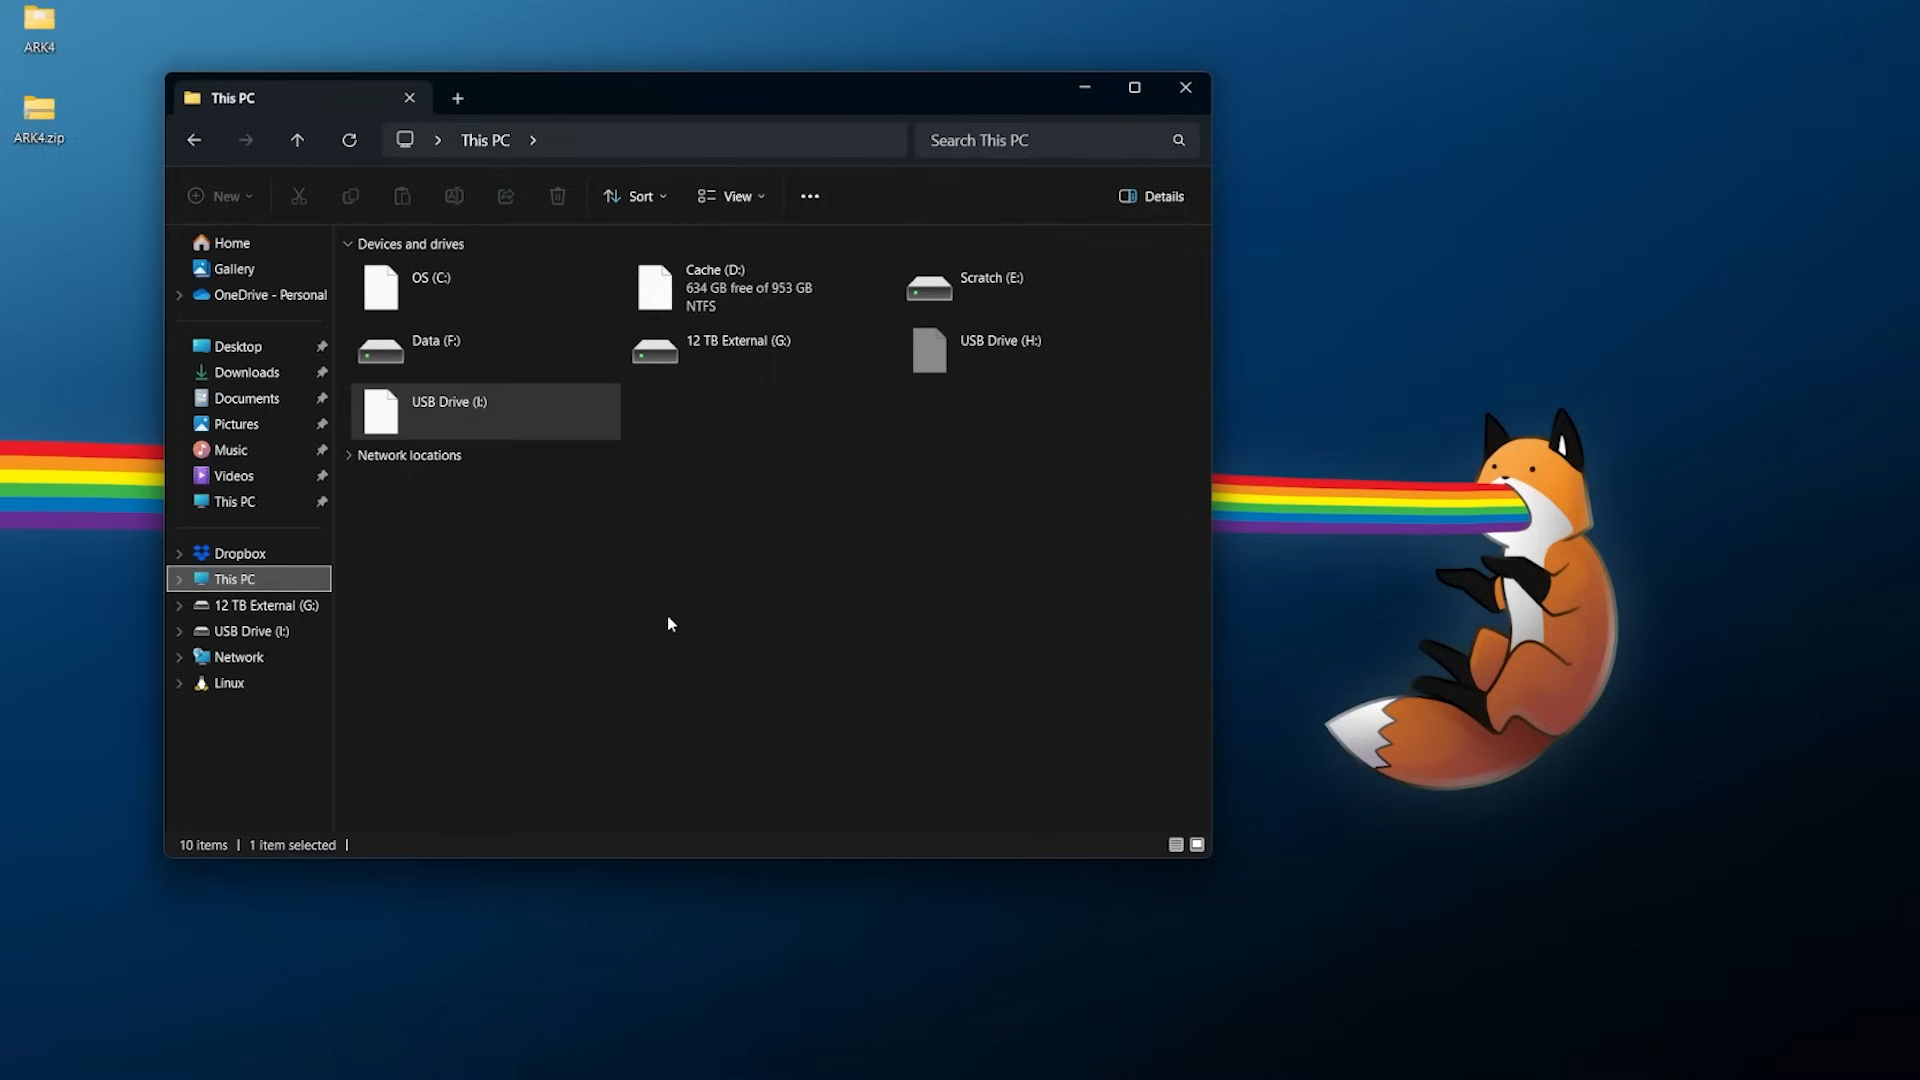 ARK4
ARK4.zip
This PC
This PC
Search This PC
New
Sort
View
Details
Home
Gallery
OneDrive - Personal
Desktop
Downloads
Documents
Pictures
Music
Videos
This PC
Dropbox
This PC
12 TB External (G:)
USB Drive (I:)
Network
Linux
Devices and drives
OS (C:)
Cache (D:)
634 GB free of 953 GB
NTFS
Scratch (E:)
Data (F:)
12 TB External (G:)
USB Drive (H:)
USB Drive (I:)
Network locations
10 items | 1 item selected |